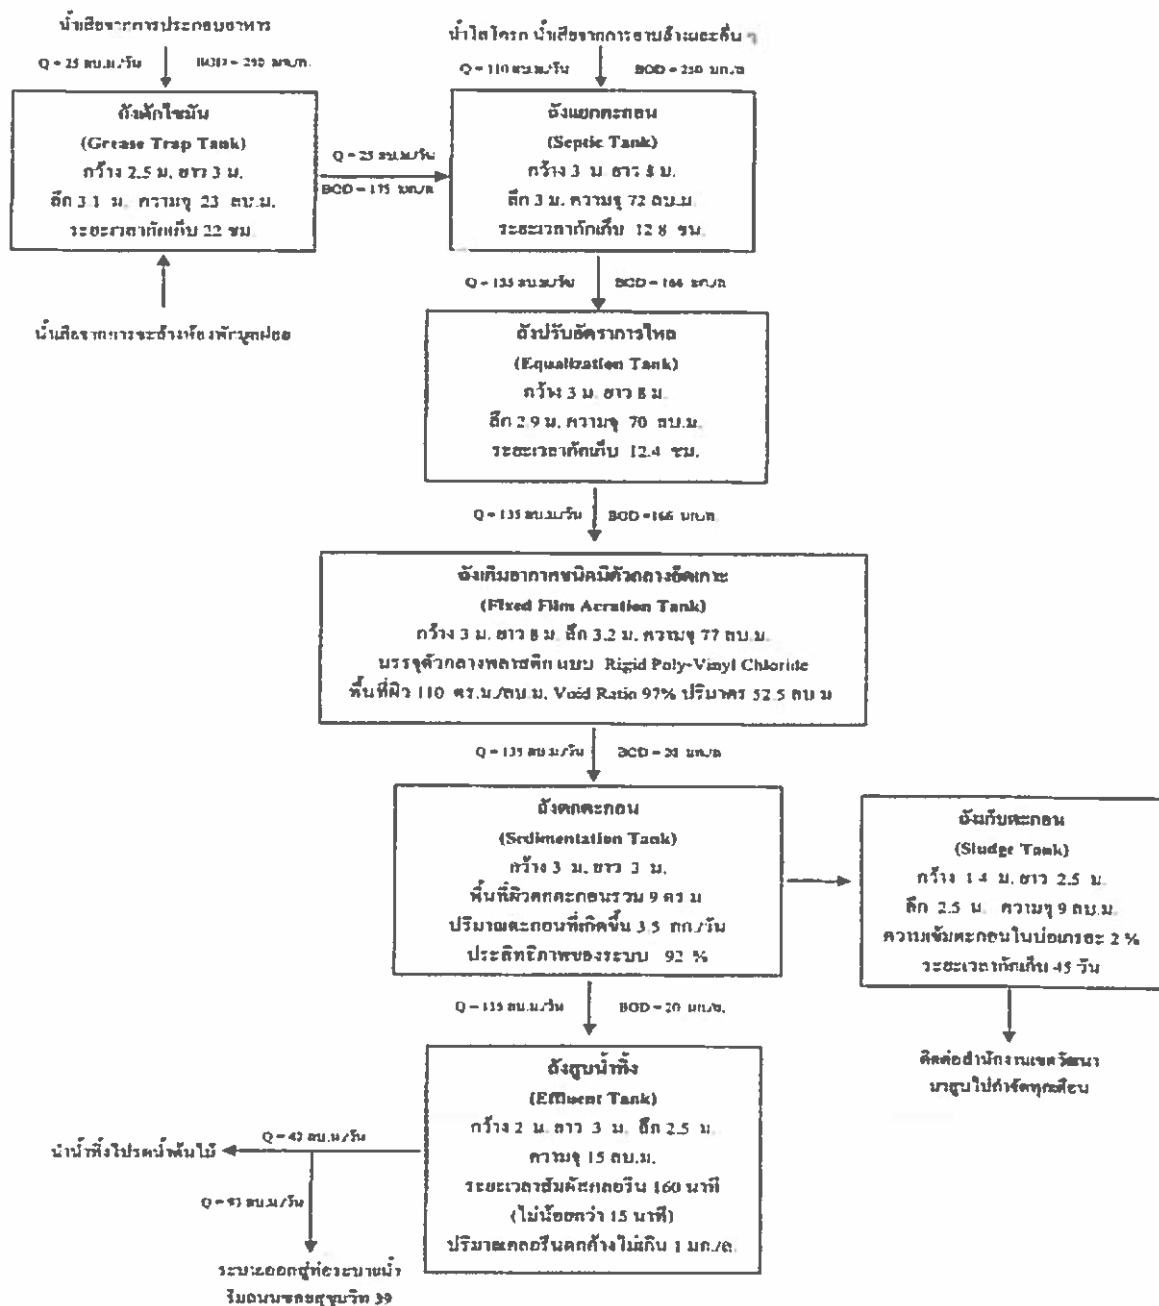 น้ำเสียจากการประกอบอาหาร
Q = 25 ลบ.ม./วัน BOD = 250 มก./ล.
ถังดักไขมัน
(Grease Trap Tank)
กว้าง 2.5 ม. ยาว 3 ม.
ลึก 3.1 ม. ความจุ 23 ลบ.ม.
ระยะเวลากักเก็บ 22 ชม.
น้ำเสียจากการชะล้างห้องพักมูลฝอย
Q = 25 ลบ.ม./วัน
BOD = 175 มก./ล
น้ำโสโครก น้ำเสียจากการอาบล้างและอื่น ๆ
Q = 110 ลบ.ม./วัน BOD = 250 มก./ล
ถังแยกตะกอน
(Septic Tank)
กว้าง 3 ม. ยาว 8 ม.
ลึก 3 ม. ความจุ 72 ลบ.ม.
ระยะเวลากักเก็บ 12.8 ชม.
Q = 135 ลบ.ม./วัน BOD = 166 มก./ล
ถังปรับอัตราการไหล
(Equalization Tank)
กว้าง 3 ม. ยาว 8 ม.
ลึก 2.9 ม. ความจุ 70 ลบ.ม.
ระยะเวลากักเก็บ 12.4 ชม.
Q = 135 ลบ.ม./วัน BOD = 166 มก./ล.
ถังเติมอากาศชนิดมีตัวกลางยึดเกาะ
(Fixed Film Aeration Tank)
กว้าง 3 ม. ยาว 8 ม. ลึก 3.2 ม. ความจุ 77 ลบ.ม.
บรรจุตัวกลางพลาสติก แบบ Rigid Poly-Vinyl Chloride
พื้นที่ผิว 110 ตร.ม./ลบ.ม. Void Ratio 97% ปริมาตร 52.5 ลบ.ม
Q = 135 ลบ.ม./วัน BOD = มก./ล
ถังตกตะกอน
(Sedimentation Tank)
กว้าง 3 ม. ยาว 3 ม.
พื้นที่ผิวตกตะกอนรวม 9 ตร.ม
ปริมาณตะกอนที่เกิดขึ้น 3.5 กก./วัน
ประสิทธิภาพของระบบ 92 %
ถังเก็บตะกอน
(Sludge Tank)
กว้าง 1.4 ม. ยาว 2.5 ม.
ลึก 2.5 ม. ความจุ 9 ลบ.ม.
ความเข้มตะกอนในบ่อเกรอะ 2 %
ระยะเวลากักเก็บ 45 วัน
ติดต่อสำนักงานเขตวัฒนา
มาสูบไปกำจัดทุกเดือน
Q = 135 ลบ.ม./วัน BOD = 20 มก./ล.
ถังสูบน้ำทิ้ง
(Effluent Tank)
กว้าง 2 ม. ยาว 3 ม. ลึก 2.5 ม.
ความจุ 15 ลบ.ม.
ระยะเวลาสัมผัสคลอรีน 160 นาที
(ไม่น้อยกว่า 15 นาที)
ปริมาณคลอรีนตกค้างไม่เกิน 1 มก./ล.
Q = ลบ.ม./วัน
นำน้ำทิ้งไปรดน้ำต้นไม้
Q = ลบ.ม./วัน
ระบายออกสู่ท่อระบายน้ำ
ริมถนนซอยสุขุมวิท 39